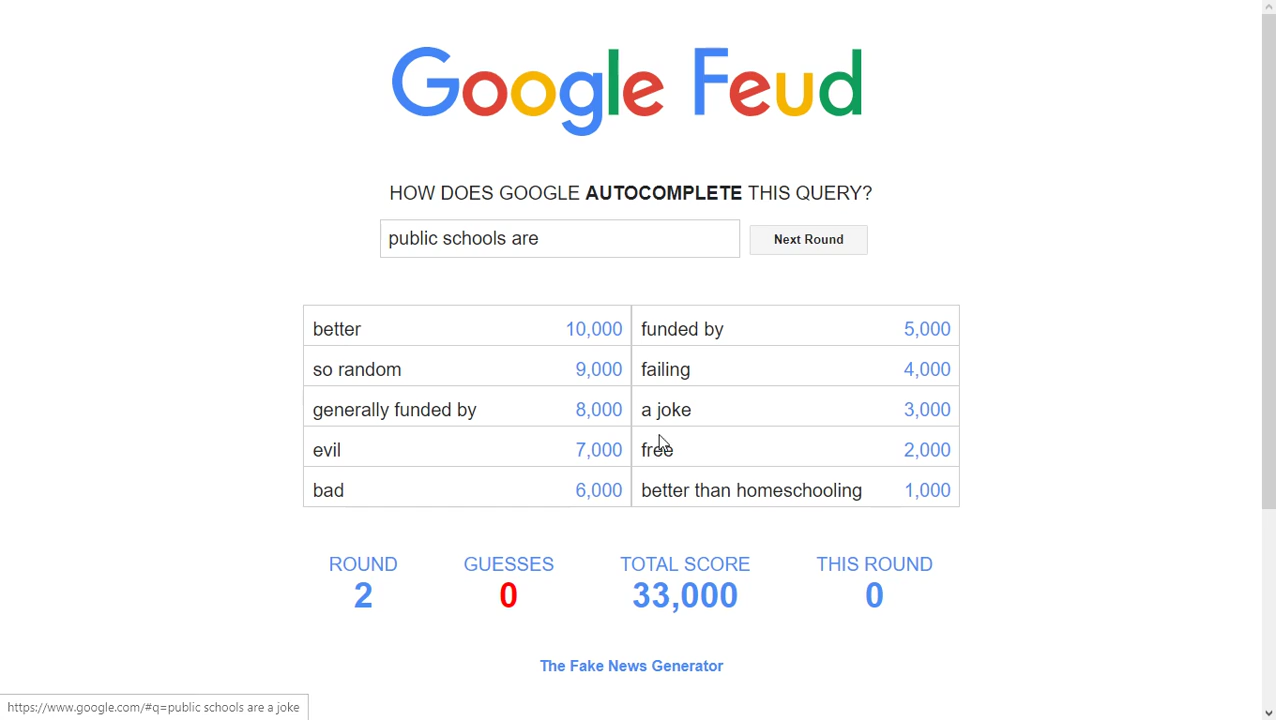 Google Feud
HOW DOES GOOGLE AUTOCOMPLETE THIS QUERY?
public schools are
Next Round
better 10,000 funded by 5,000
so random 9,000 failing 4,000
generally funded by 8,000 a joke 3,000
evil 7,000 free 2,000
bad 6,000 better than homeschooling 1,000
ROUND GUESSES TOTAL SCORE THIS ROUND
2 0 33,000 0
The Fake News Generator
https://www.google.com/#q=public schools are a joke